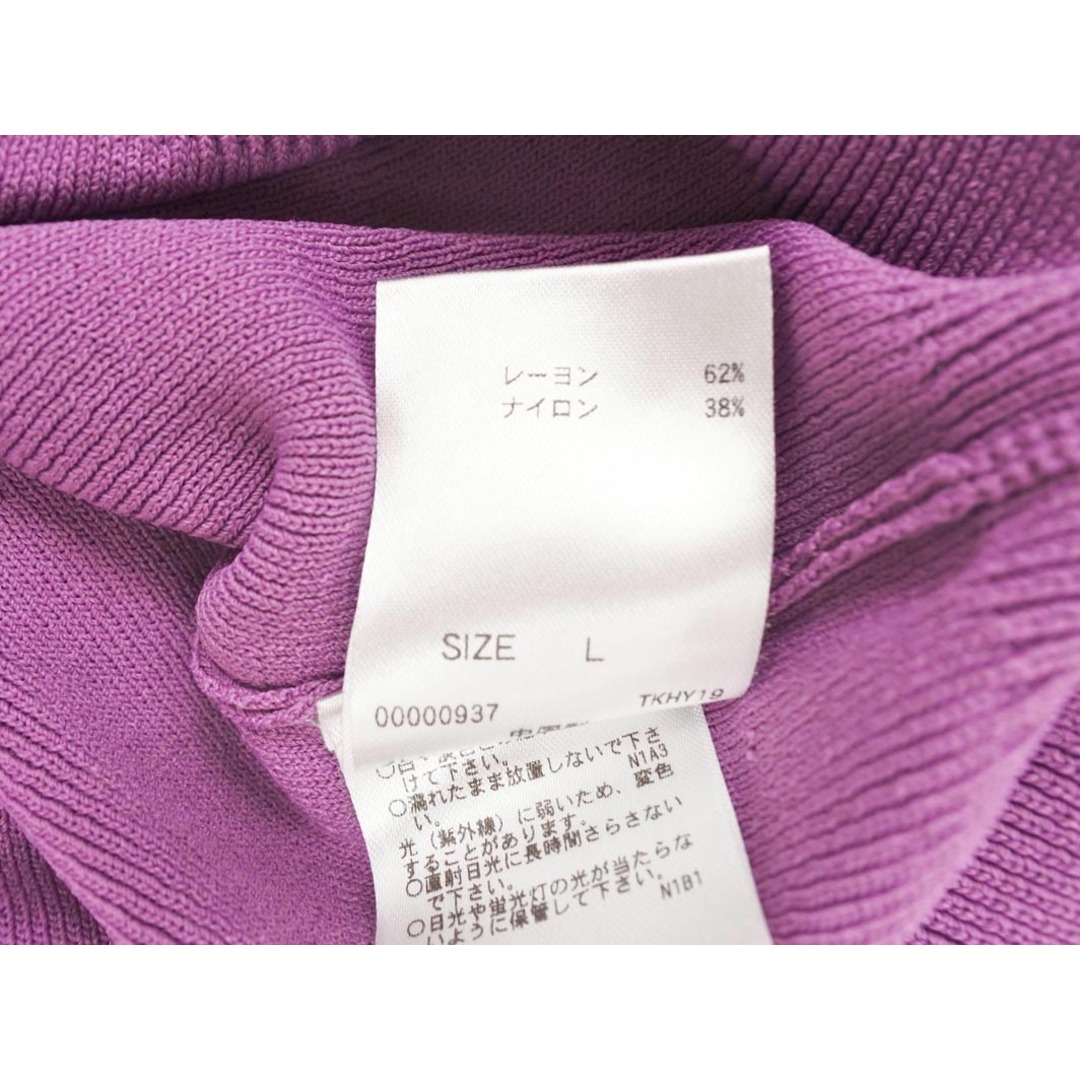 レーヨン 62%
ナイロン 38%
SIZE L
00000937 TKHY19
けて下さい。
○濡れたまま放置しないで下さ
い。 N1A3
光(紫外線)に弱いため、変色
することがあります。
○直射日光に長時間さらさない
で下さい。
○日光や蛍光灯の光が当たらな
いように保管して下さい。 N1B1